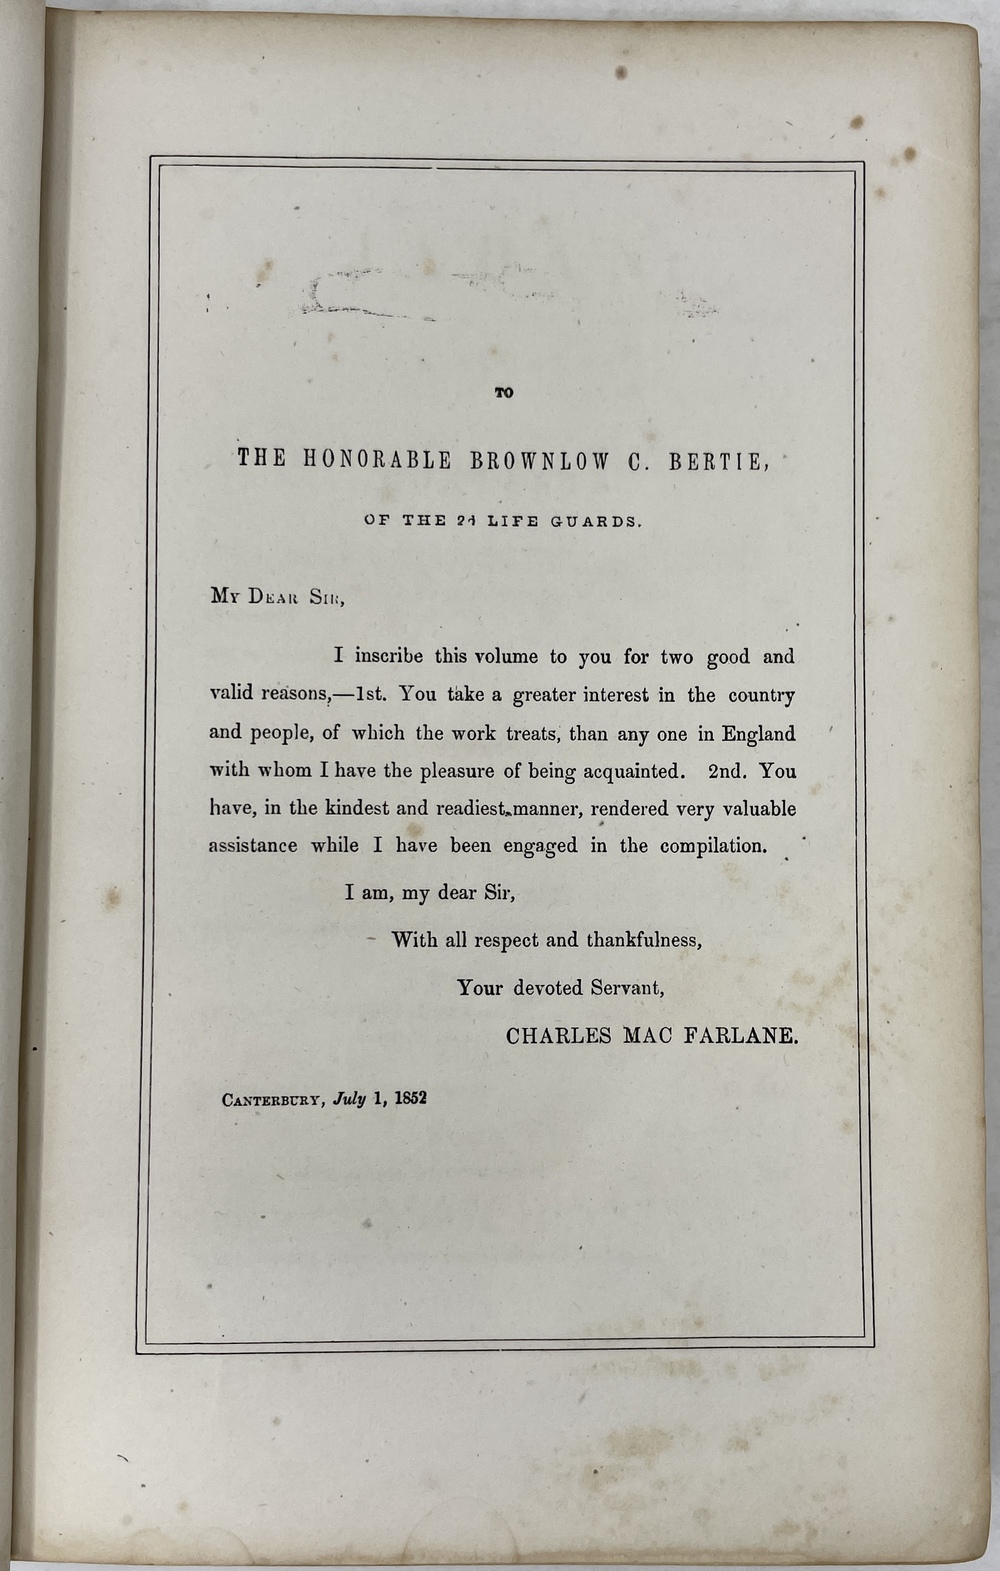 TO
THE HONORABLE BROWNLOW C. BERTIE,
OF THE 2d LIFE GUARDS.
My Dear Sir,
I inscribe this volume to you for two good and
valid reasons,—1st. You take a greater interest in the country
and people, of which the work treats, than any one in England
with whom I have the pleasure of being acquainted. 2nd. You
have, in the kindest and readiest manner, rendered very valuable
assistance while I have been engaged in the compilation.
I am, my dear Sir,
With all respect and thankfulness,
Your devoted Servant,
CHARLES MAC FARLANE.
Canterbury, July 1, 1852